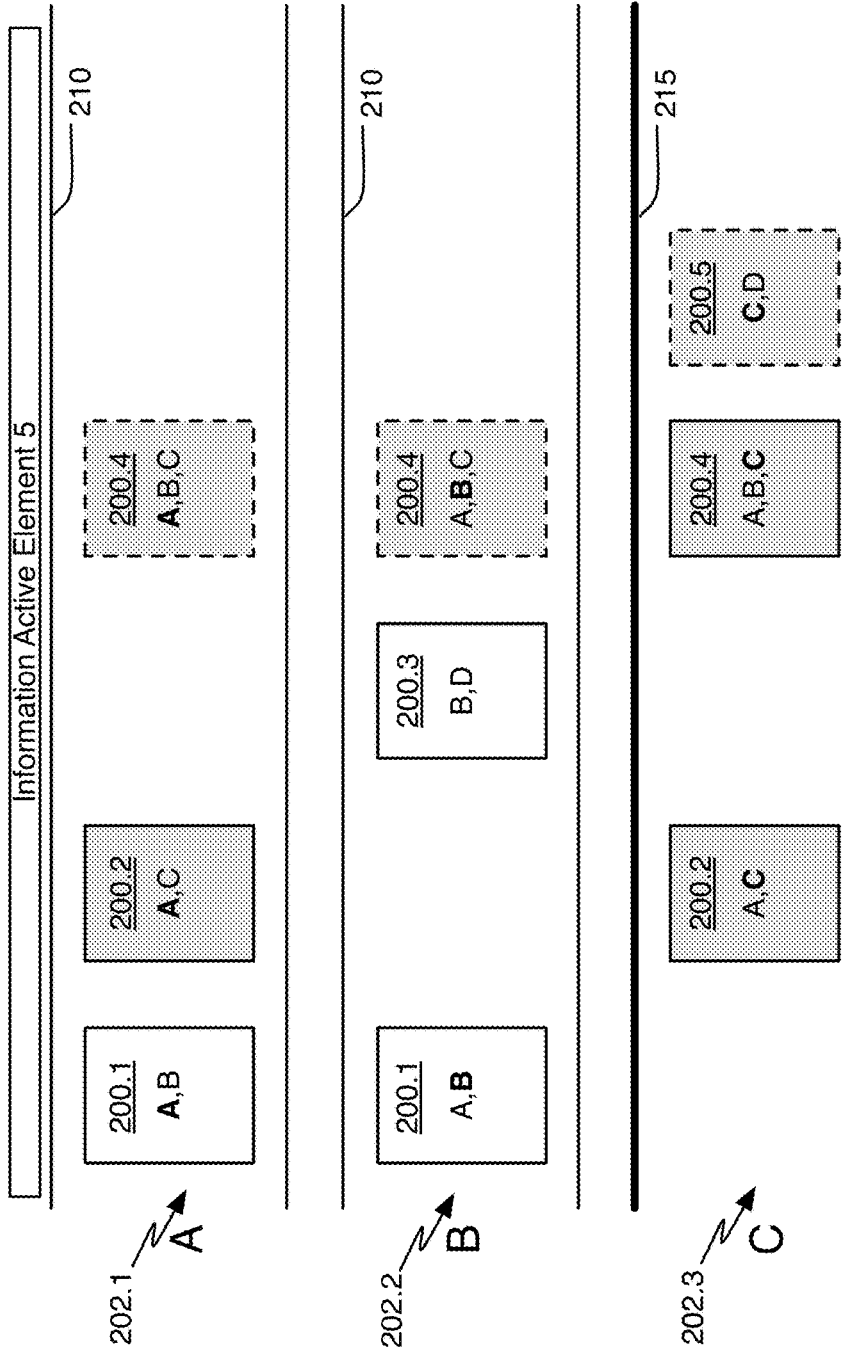 Information Active Element 5
210
202.1
A
200.1
A,B
200.2
A,C
200.4
A,B,C
210
202.2
B
200.1
A,B
200.3
B,D
200.4
A,B,C
215
202.3
C
200.2
A,C
200.4
A,B,C
200.5
C,D